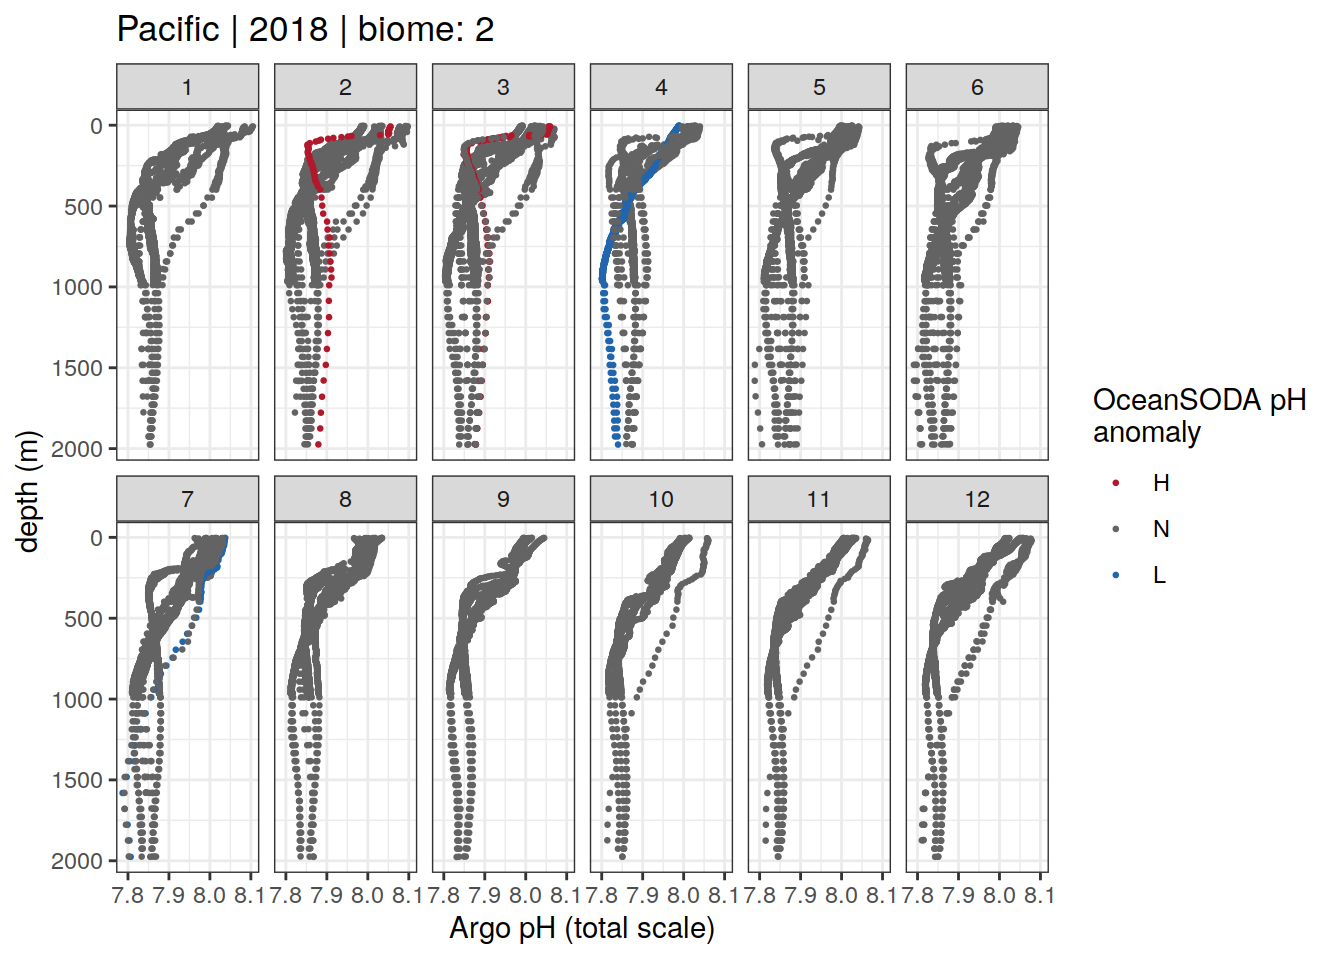 Pacific | 2018 | biome: 2
1 2 3 4 5 6
0
500
1000
1500
2000
7 8 9 10 11 12
0
500
1000
1500
2000
7.8 7.9 8.0 8.1 7.8 7.9 8.0 8.1 7.8 7.9 8.0 8.1 7.8 7.9 8.0 8.1 7.8 7.9 8.0 8.1 7.8 7.9 8.0 8.1
Argo pH (total scale)
depth (m)
OceanSODA pH
anomaly
H
N
L